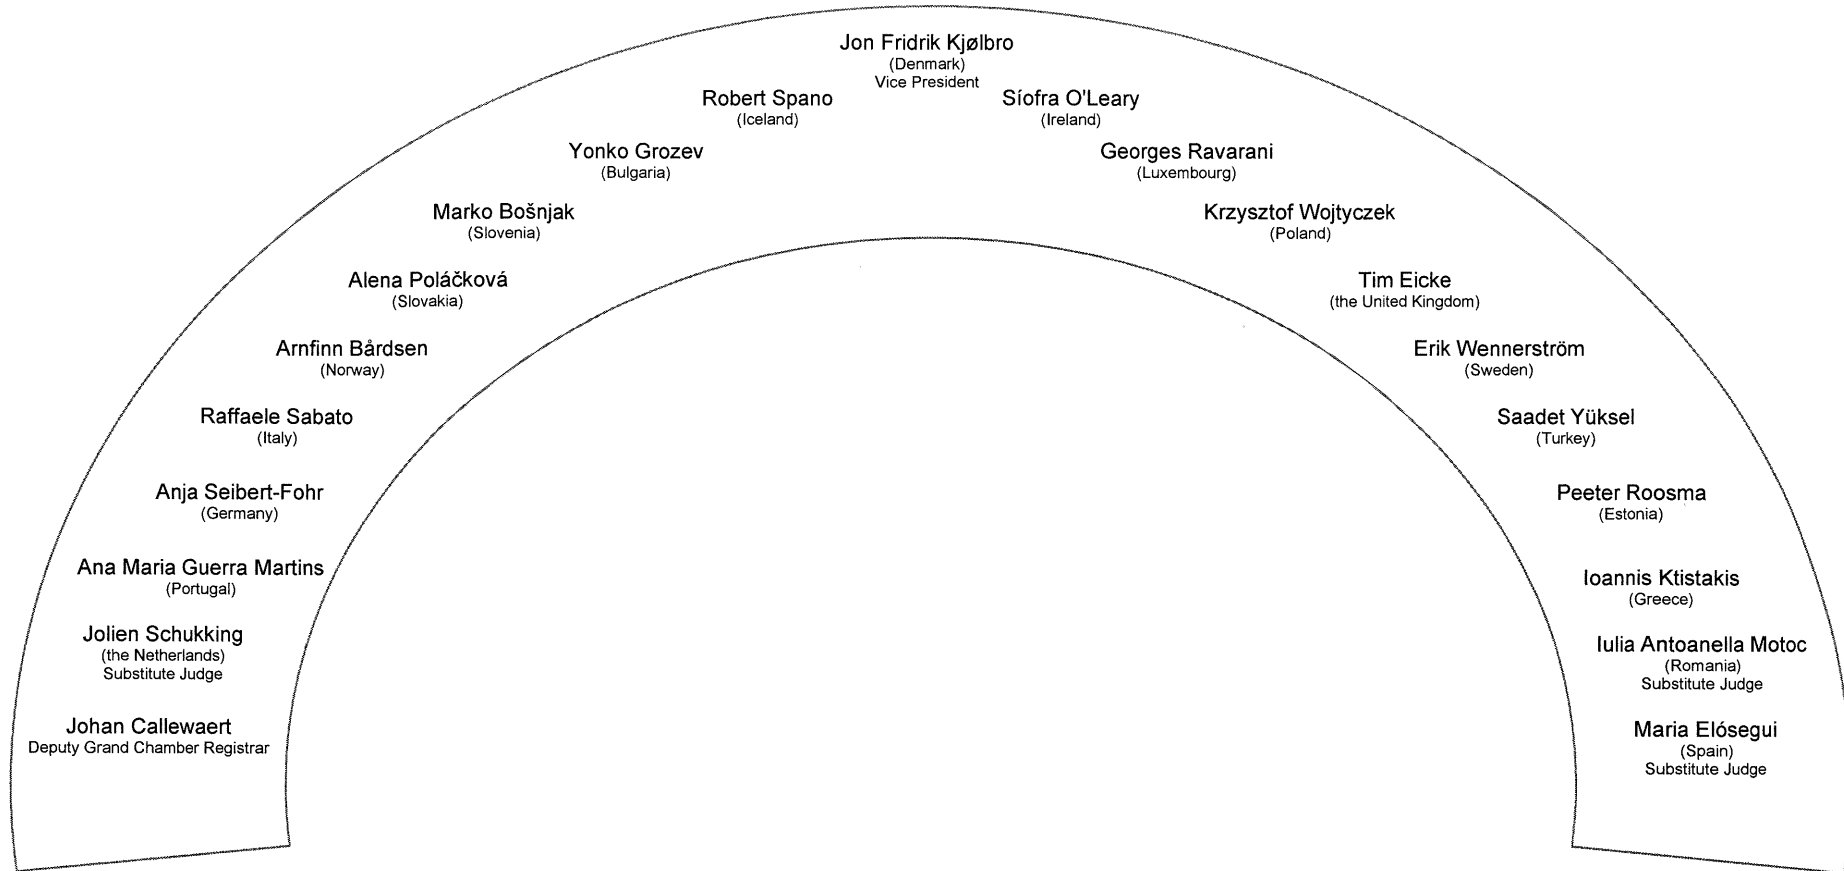 Jon Fridrik Kjølbro
(Denmark)
Vice President
Robert Spano
(Iceland)
Síofra O'Leary
(Ireland)
Yonko Grozev
(Bulgaria)
Georges Ravarani
(Luxembourg)
Marko Bošnjak
(Slovenia)
Krzysztof Wojtyczek
(Poland)
Alena Poláčková
(Slovakia)
Tim Eicke
(the United Kingdom)
Arnfinn Bårdsen
(Norway)
Erik Wennerström
(Sweden)
Raffaele Sabato
(Italy)
Saadet Yüksel
(Turkey)
Anja Seibert-Fohr
(Germany)
Peeter Roosma
(Estonia)
Ana Maria Guerra Martins
(Portugal)
Ioannis Ktistakis
(Greece)
Jolien Schukking
(the Netherlands)
Substitute Judge
Iulia Antoanella Motoc
(Romania)
Substitute Judge
Johan Callewaert
Deputy Grand Chamber Registrar
Maria Elósegui
(Spain)
Substitute Judge